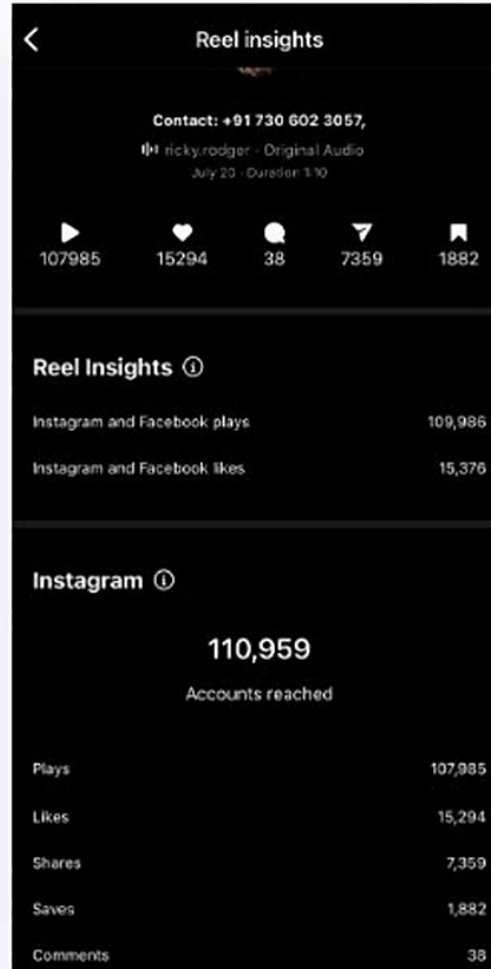 Reel insights
Contact: +91 730 602 3057,
ricky.rodger · Original Audio
July 20 · Duration 1:10
107985 15294 38 7359 1882
Reel Insights
Instagram and Facebook plays 109,986
Instagram and Facebook likes 15,376
Instagram
110,959
Accounts reached
Plays 107,985
Likes 15,294
Shares 7,359
Saves 1,882
Comments 38